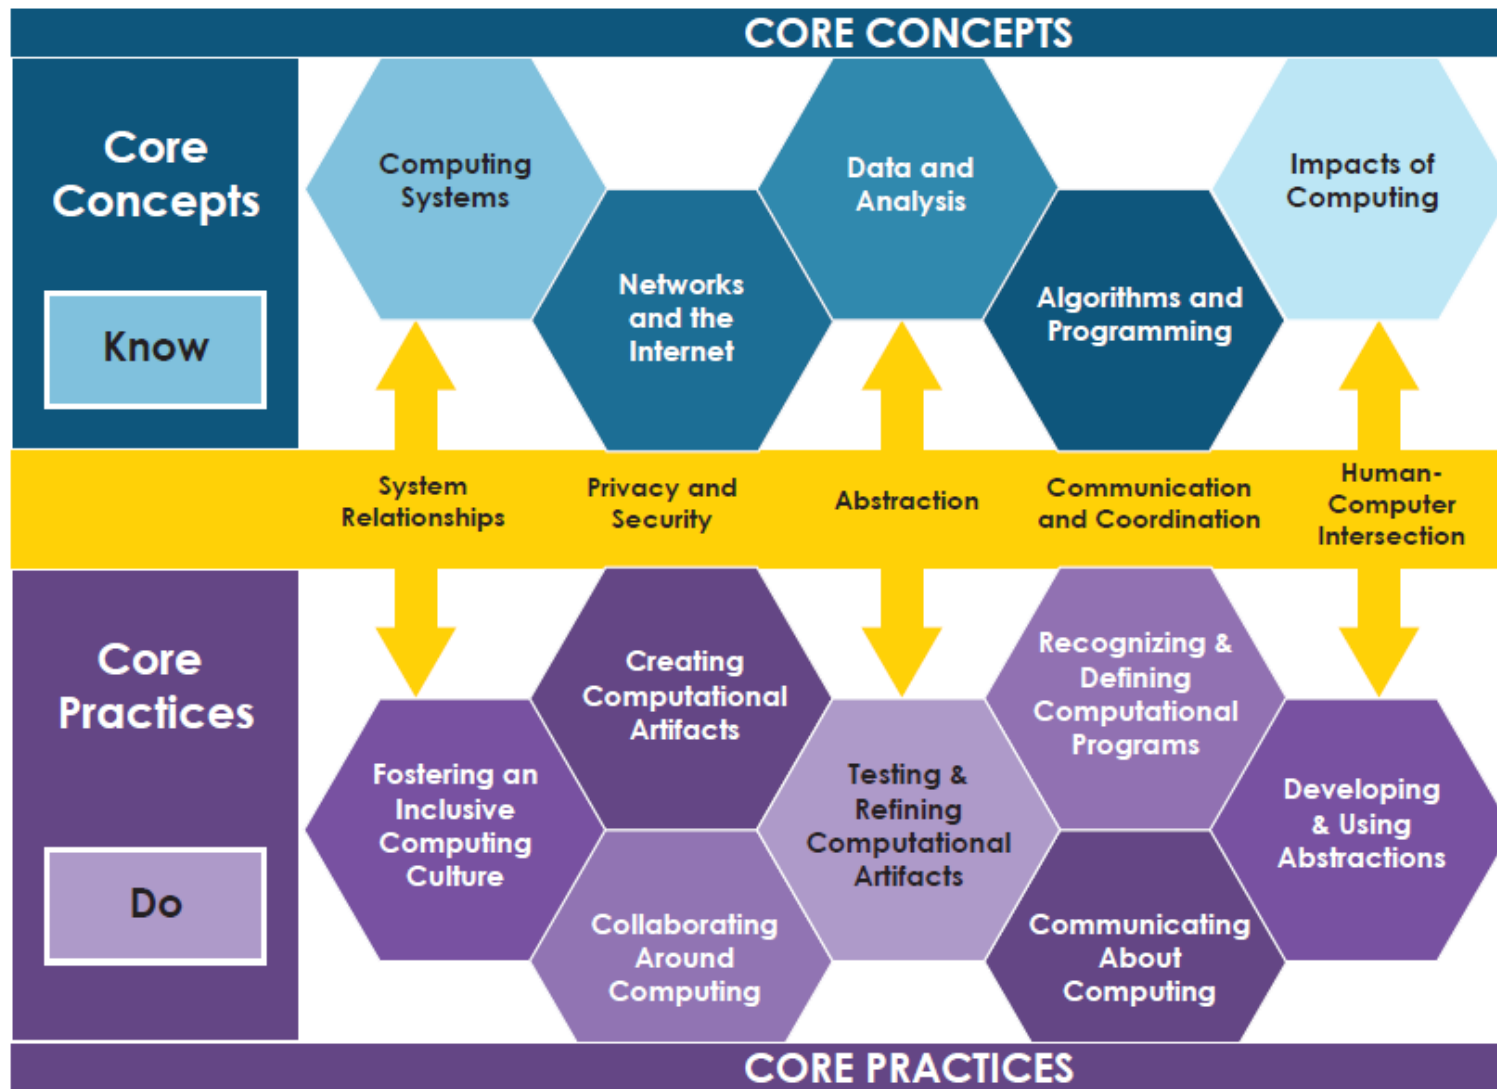 CORE CONCEPTS
Core
Concepts
Know
Computing
Systems
Networks
and the
Internet
Data and
Analysis
Algorithms and
Programming
Impacts of
Computing
System
Relationships
Privacy and
Security
Abstraction
Communication
and Coordination
Human-
Computer
Intersection
Core
Practices
Do
Fostering an
Inclusive
Computing
Culture
Creating
Computational
Artifacts
Collaborating
Around
Computing
Testing &
Refining
Computational
Artifacts
Recognizing &
Defining
Computational
Programs
Communicating
About
Computing
Developing
& Using
Abstractions
CORE PRACTICES